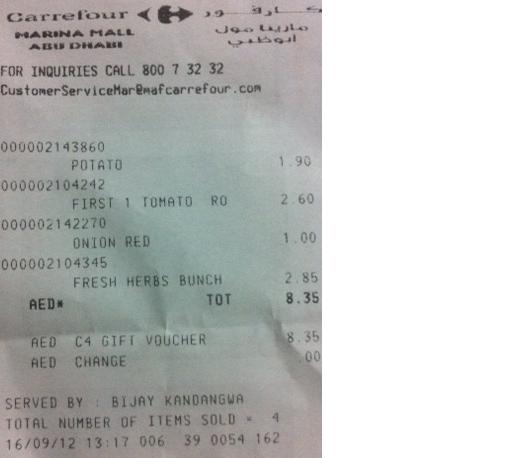 Carrefour كارفور
MARINA MALL مارينا مول
ABU DHABI أبوظبي
FOR INQUIRIES CALL 800 7 32 32
CustomerServiceMar@mafcarrefour.com
000002143860
POTATO 1.90
000002104242
FIRST 1 TOMATO RO 2.60
000002142270
ONION RED 1.00
000002104345
FRESH HERBS BUNCH 2.85
AED* TOT 8.35
AED C4 GIFT VOUCHER 8.35
AED CHANGE .00
SERVED BY : BIJAY KANDANGWA
TOTAL NUMBER OF ITEMS SOLD = 4
16/09/12 13:17 006 39 0054 162